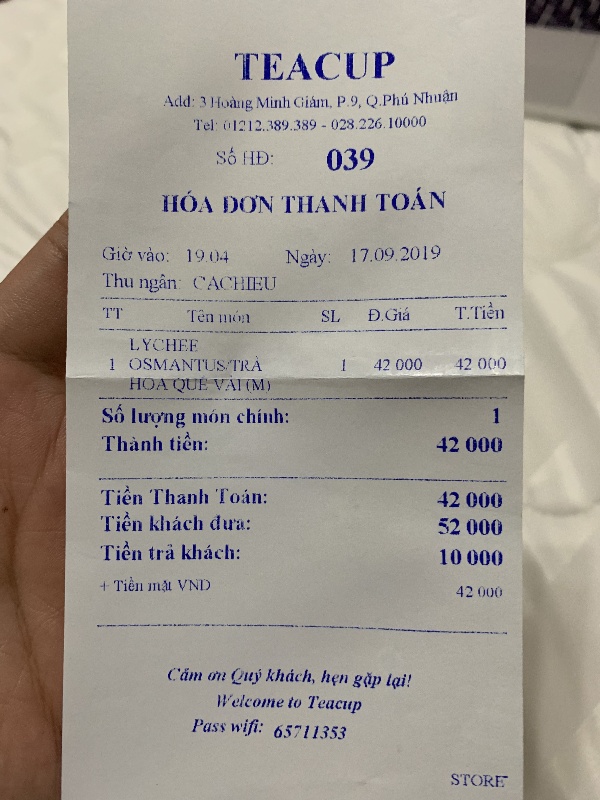 TEACUP
Add: 3 Hoàng Minh Giám, P.9, Q.Phú Nhuận
Tel: 01212.389.389 - 028.226.10000
Số HĐ: 039
HÓA ĐƠN THANH TOÁN
Giờ vào: 19.04 Ngày: 17.09.2019
Thu ngân: CACHIEU
TT Tên món SL Đ.Giá T.Tiền
LYCHEE
1 OSMANTUS/TRÀ 1 42 000 42 000
HOA QUẾ VẢI (M)
Số lượng món chính: 1
Thành tiền: 42 000
Tiền Thanh Toán: 42 000
Tiền khách đưa: 52 000
Tiền trả khách: 10 000
+ Tiền mặt VND 42 000
Cảm ơn Quý khách, hẹn gặp lại!
Welcome to Teacup
Pass wifi: 65711353
STORE